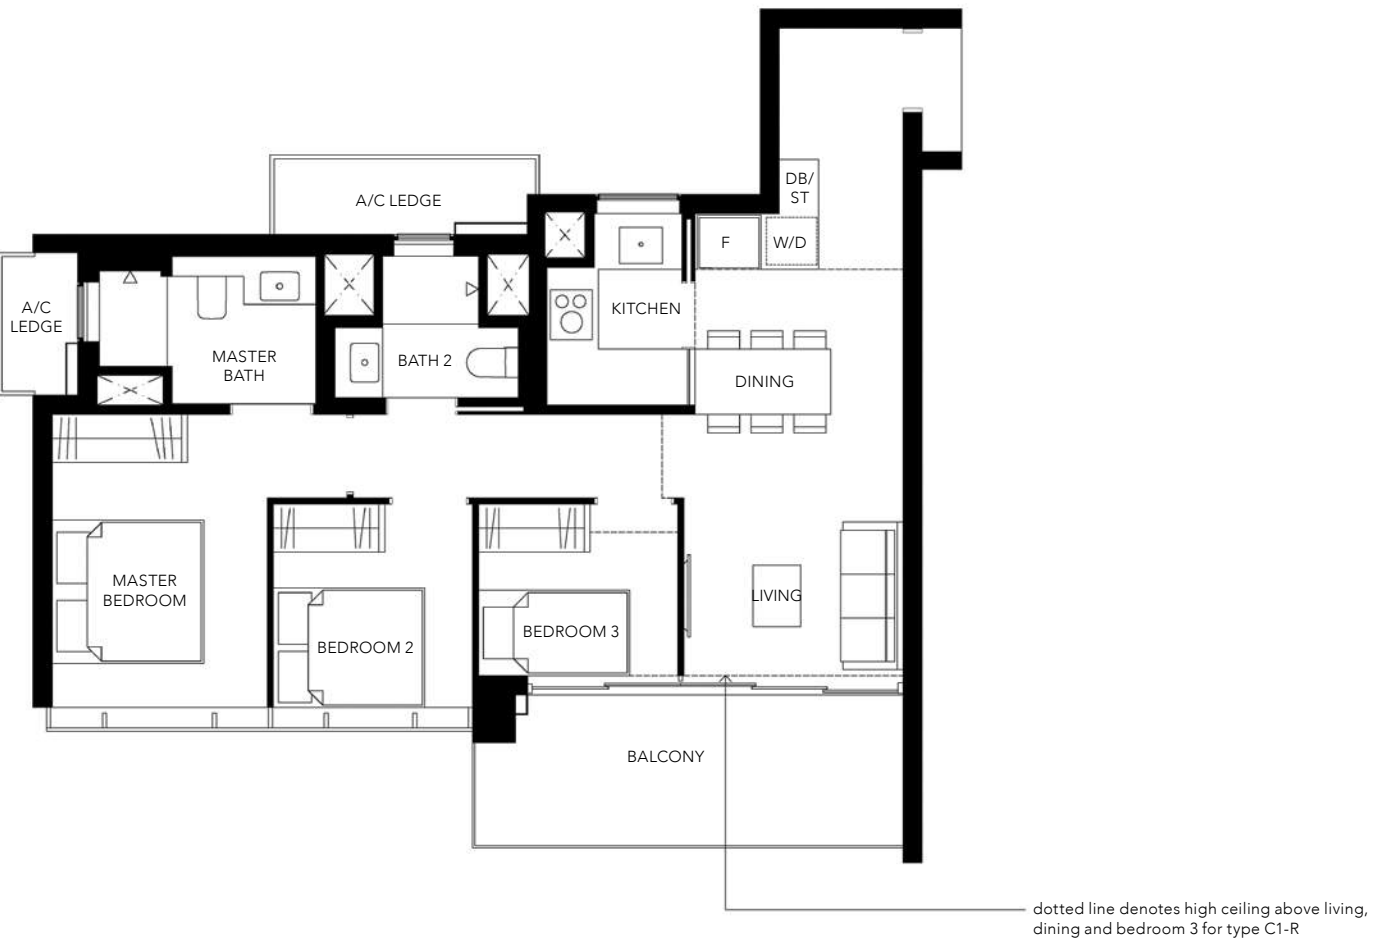 DB/
ST
A/C LEDGE
F
W/D
A/C
LEDGE
KITCHEN
MASTER
BATH
BATH 2
DINING
MASTER
BEDROOM
LIVING
BEDROOM 3
BEDROOM 2
BALCONY
dotted line denotes high ceiling above living,
dining and bedroom 3 for type C1-R